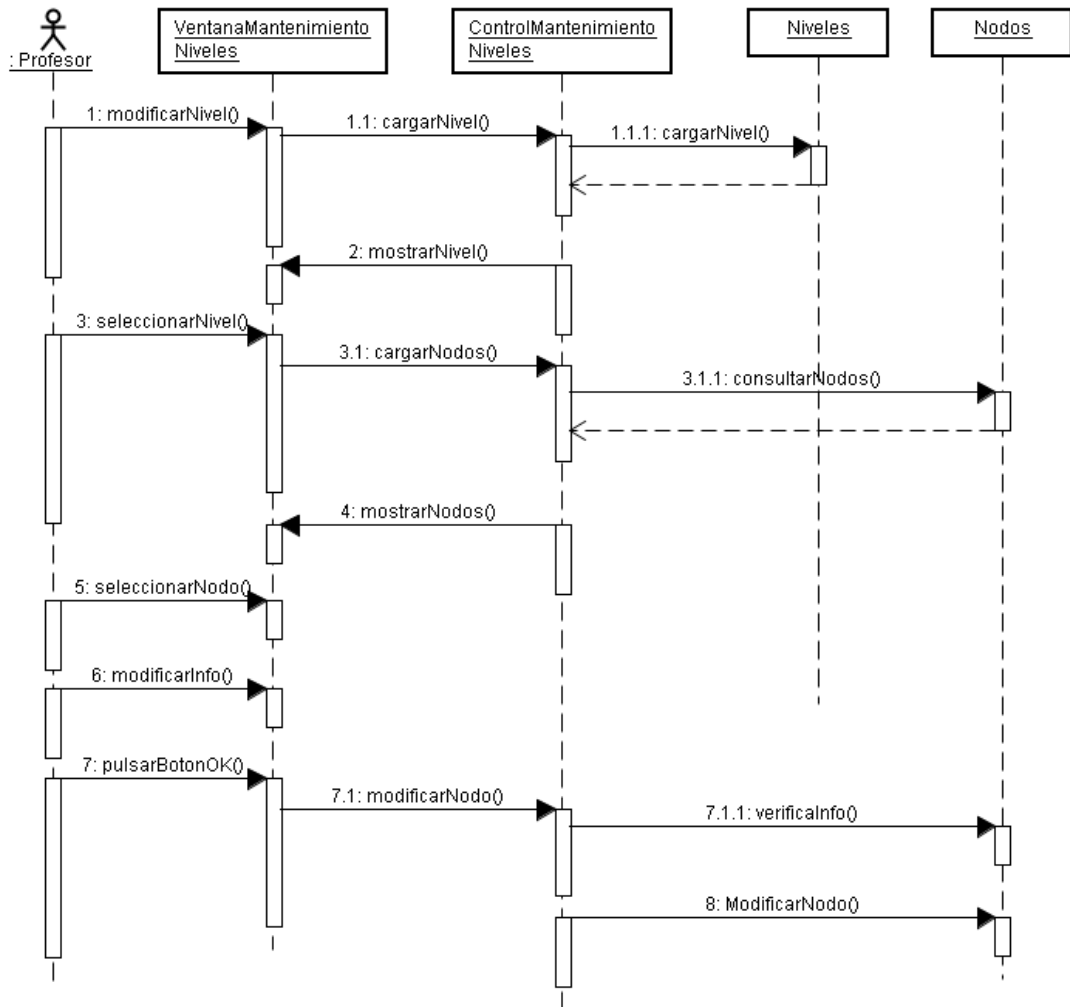 : Profesor
VentanaMantenimiento
Niveles
ControlMantenimiento
Niveles
Niveles
Nodos
1: modificarNivel()
1.1: cargarNivel()
1.1.1: cargarNivel()
2: mostrarNivel()
3: seleccionarNivel()
3.1: cargarNodos()
3.1.1: consultarNodos()
4: mostrarNodos()
5: seleccionarNodo()
6: modificarInfo()
7: pulsarBotonOK()
7.1: modificarNodo()
7.1.1: verificaInfo()
8: ModificarNodo()